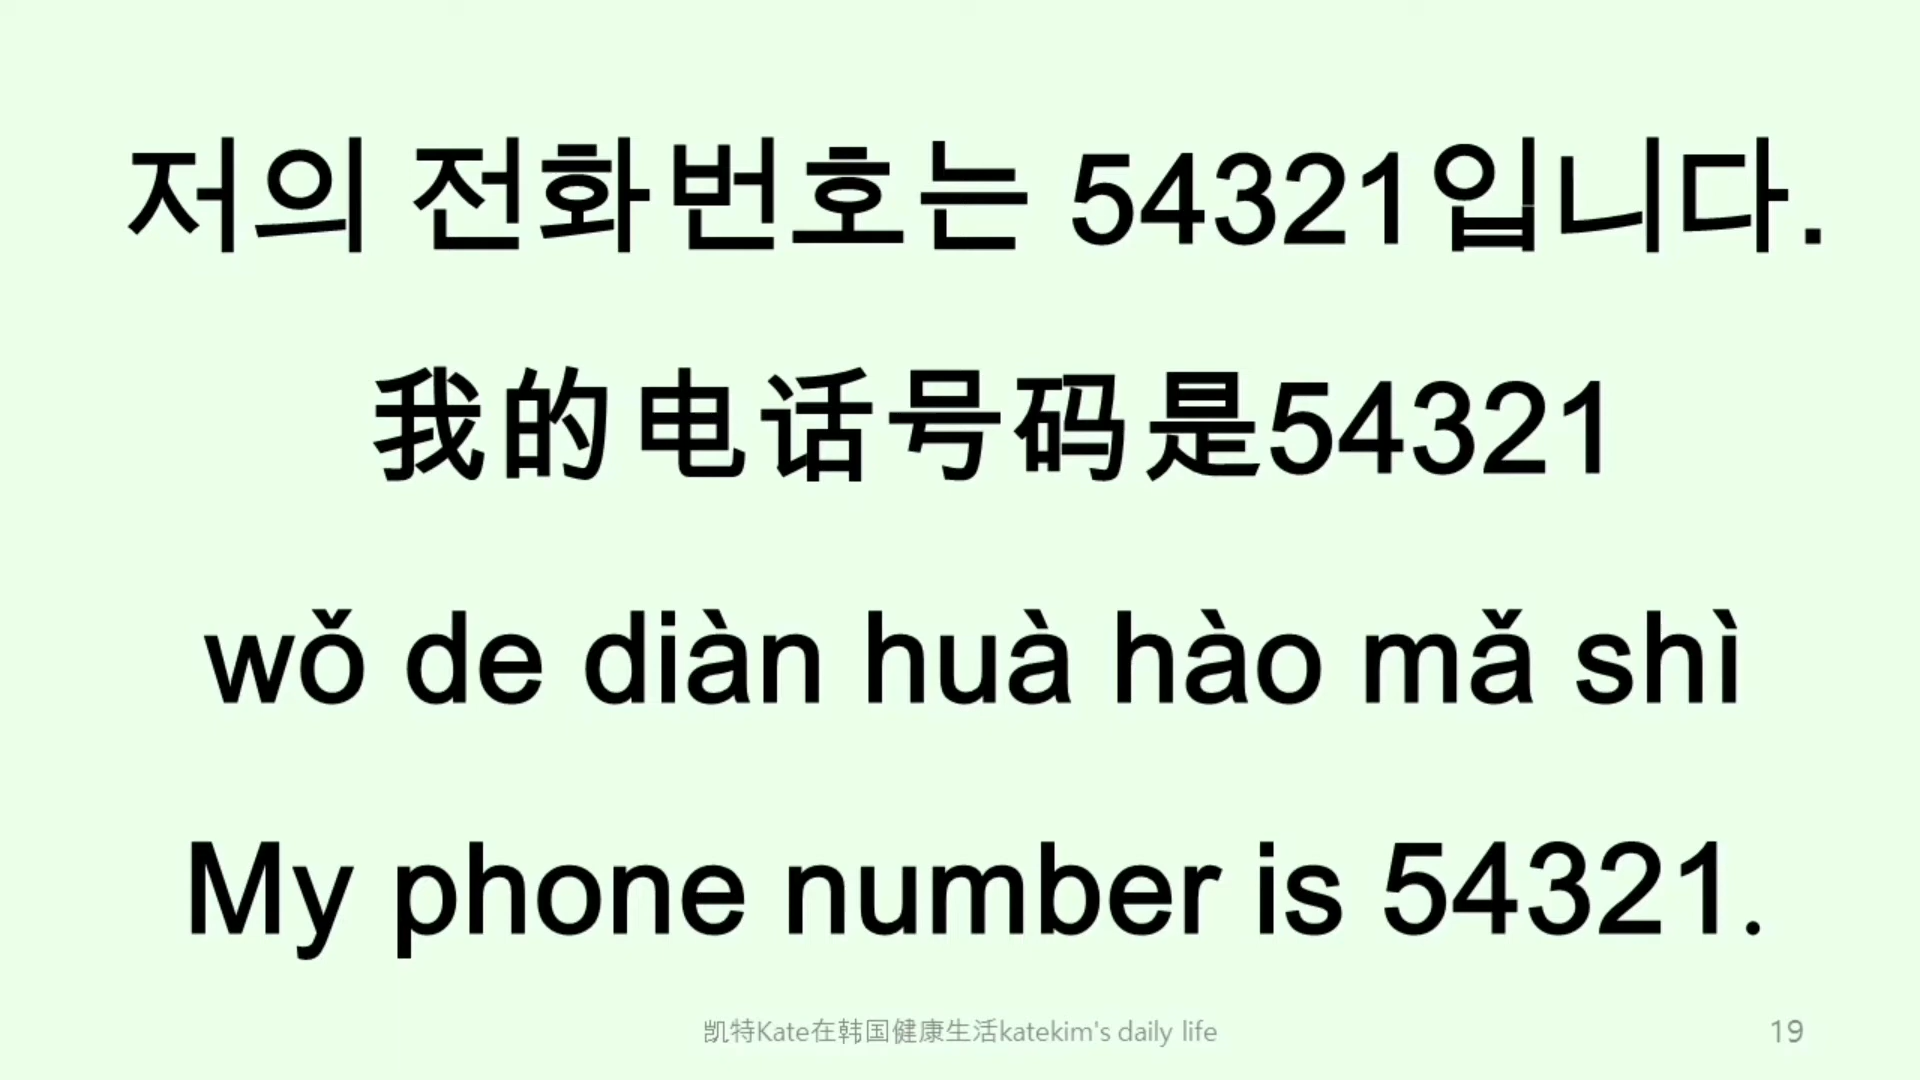 저의 전화번호는 54321입니다.
我的电话号码是54321
wǒ de diàn huà hào mǎ shì
My phone number is 54321.
凯特Kate在韩国健康生活katekim's daily life
19